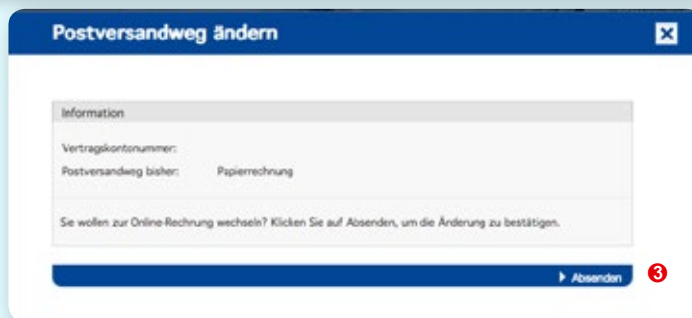 Postversandweg ändern
Information
Vertragskontonummer:
Postversandweg bisher: Papierrechnung
Sie wollen zur Online-Rechnung wechseln? Klicken Sie auf Absenden, um die Änderung zu bestätigen.
Absenden 3